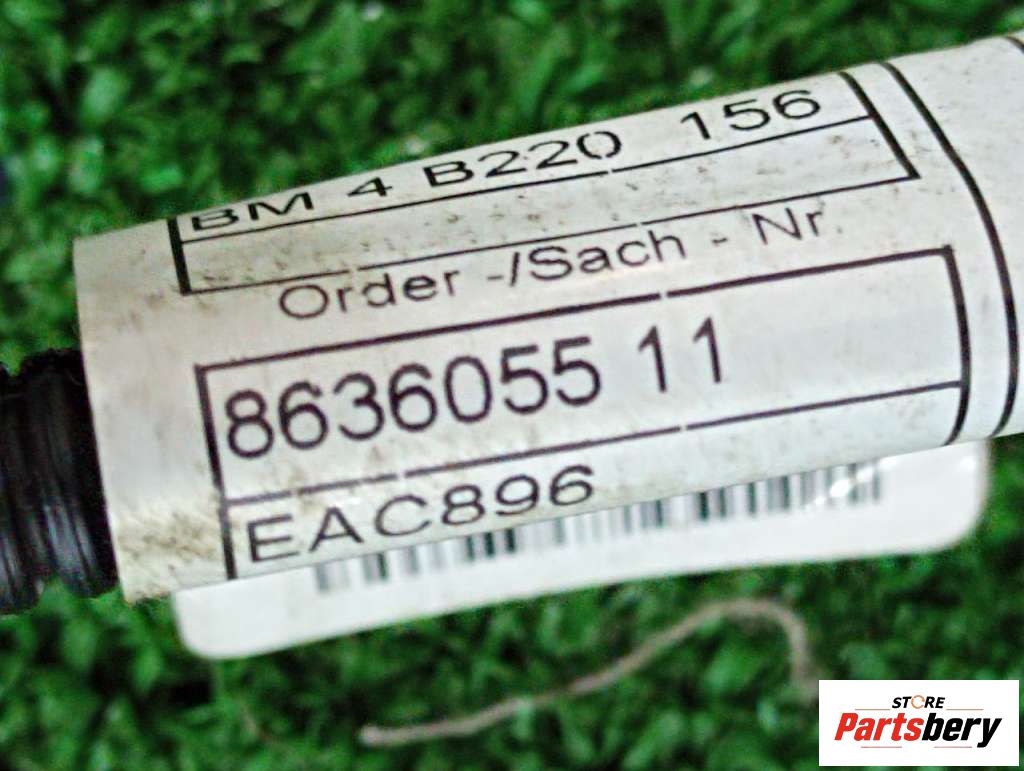 BM 4 B220 156
Order -/Sach - Nr.
8636055 11
EAC896
STORE
Partsbery